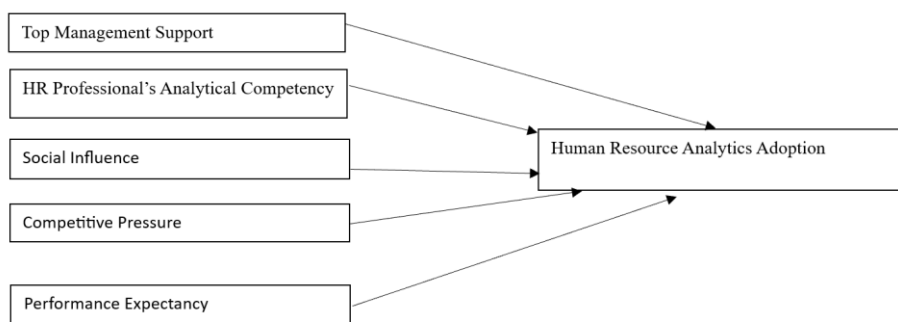 Top Management Support
HR Professional’s Analytical Competency
Human Resource Analytics Adoption
Social Influence
Competitive Pressure
Performance Expectancy